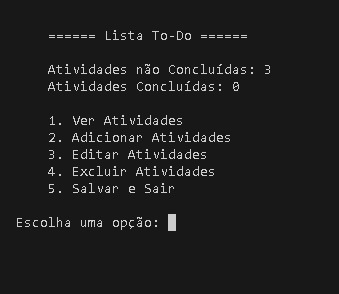 ====== Lista To-Do ======
Atividades não Concluídas: 3
Atividades Concluídas: 0
1. Ver Atividades
2. Adicionar Atividades
3. Editar Atividades
4. Excluir Atividades
5. Salvar e Sair
Escolha uma opção: